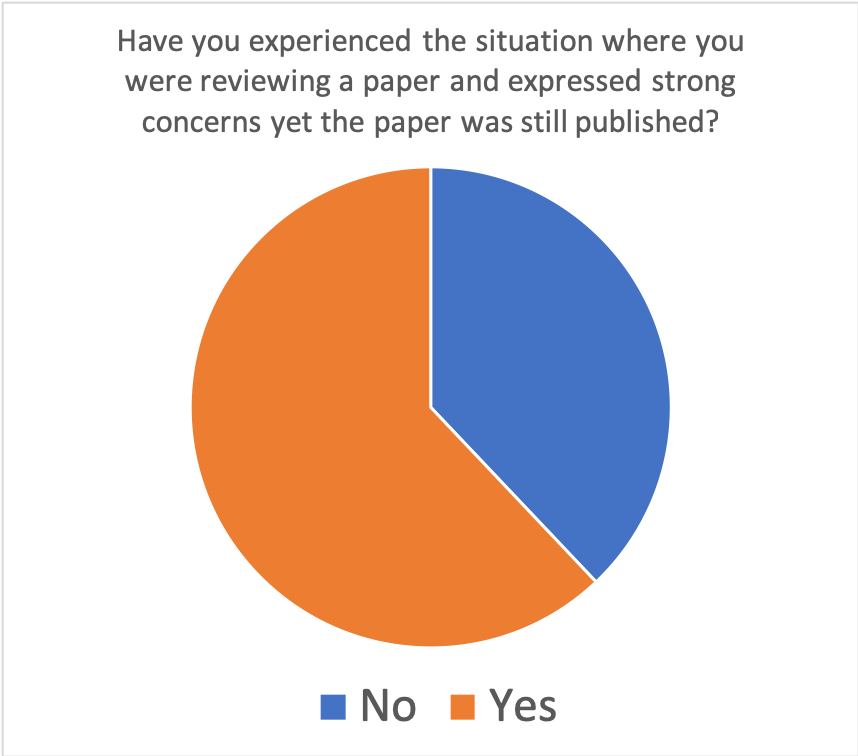 Have you experienced the situation where you
were reviewing a paper and expressed strong
concerns yet the paper was still published?
No Yes